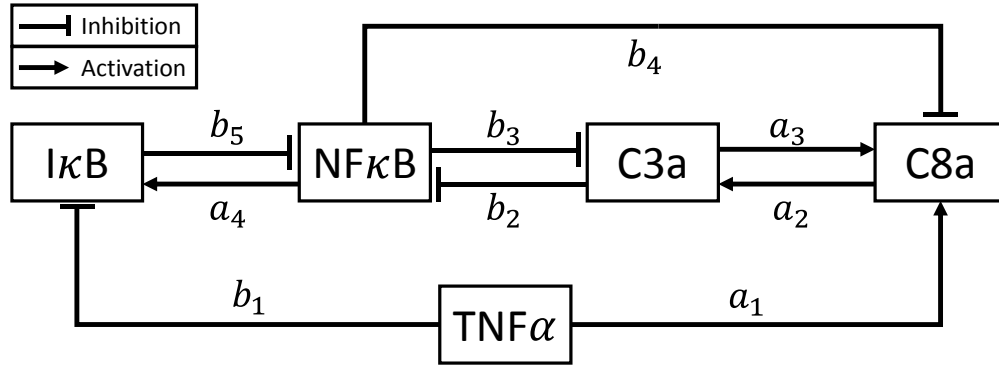 Inhibition
Activation
b₄
b₅
b₃
a₃
IκB
NFκB
C3a
C8a
a₄
b₂
a₂
b₁
a₁
TNFα